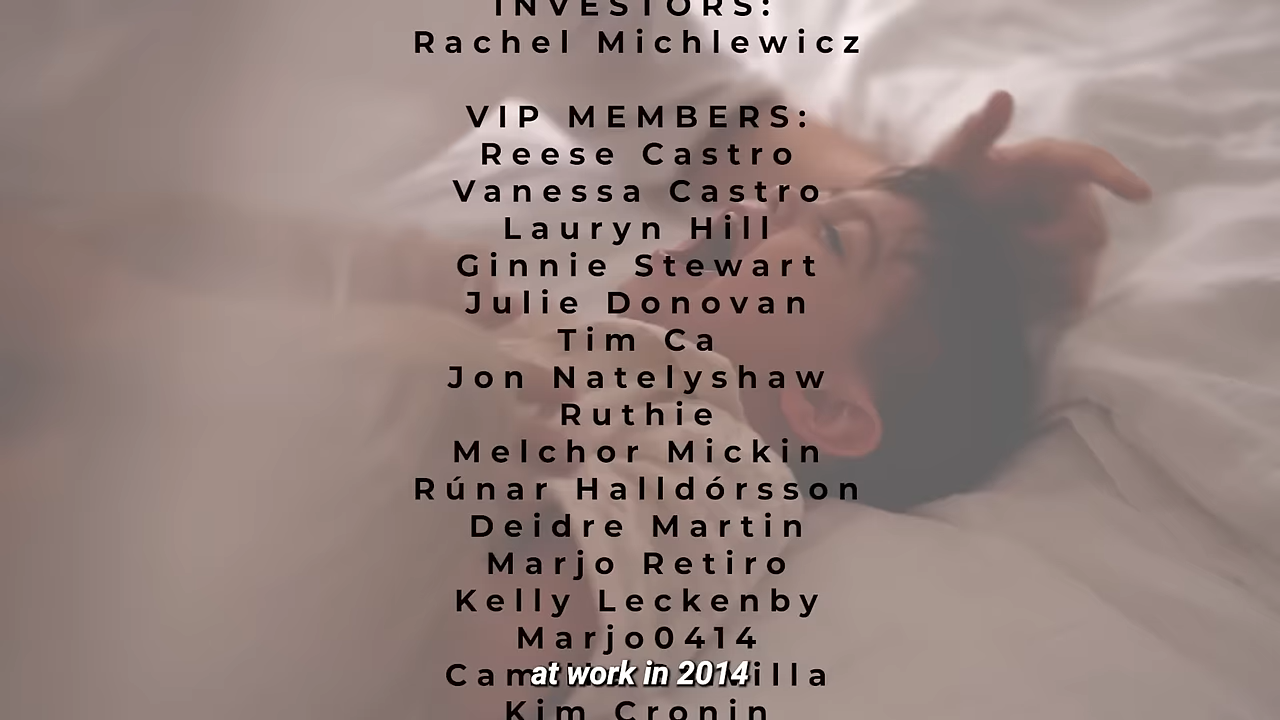 INVESTORS:
Rachel Michlewicz
VIP MEMBERS:
Reese Castro
Vanessa Castro
Lauryn Hill
Ginnie Stewart
Julie Donovan
Tim Ca
Jon Natelyshaw
Ruthie
Melchor Mickin
Rúnar Halldórsson
Deidre Martin
Marjo Retiro
Kelly Leckenby
Marjo0414
at work in 2014
Kim Cronin